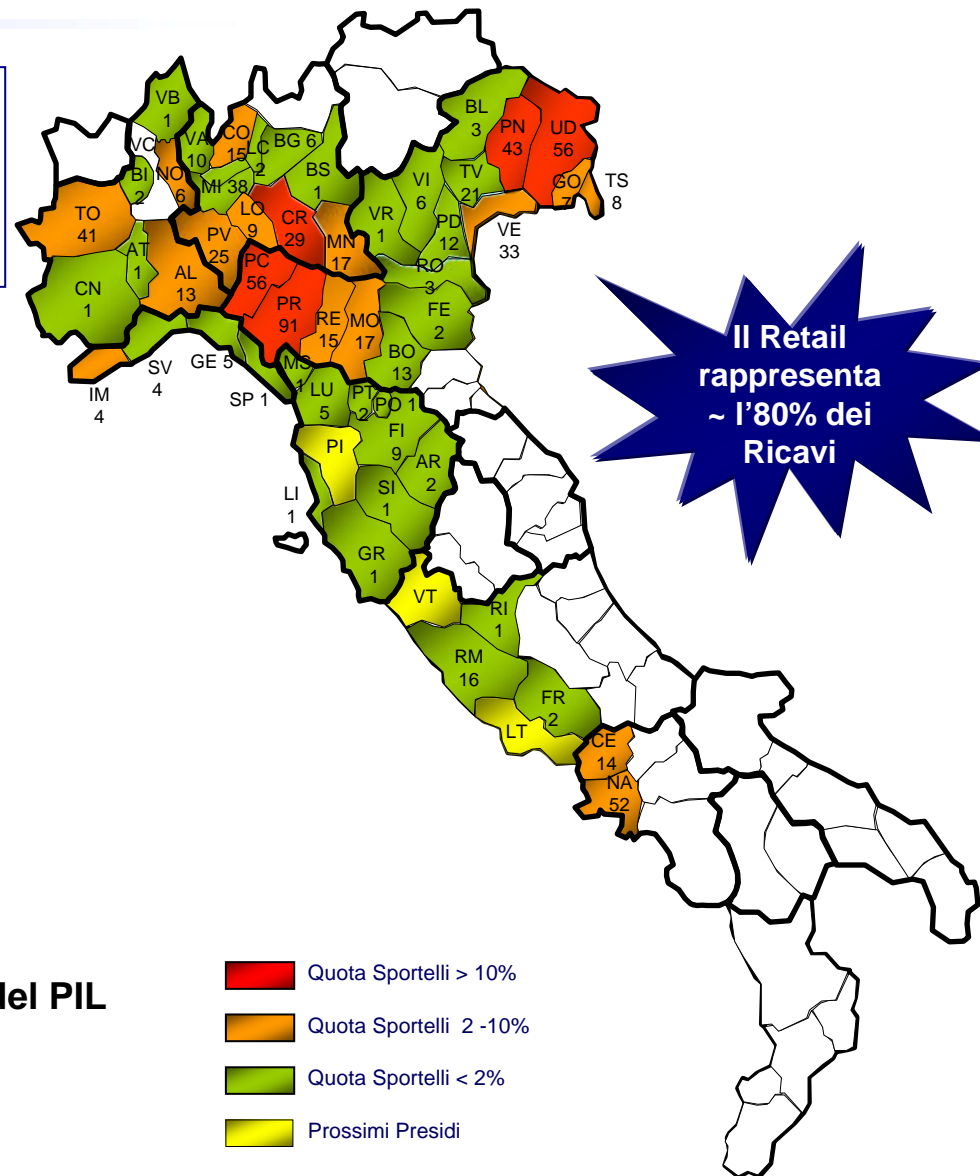 VB
1
VC
VA
10
CO
15
LC
2
BG 6
BS
1
BI
2
NO
6
MI 38
TO
41
LO
9
CR
29
MN
17
PV
25
AT
1
AL
13
CN
1
PC
56
PR
91
RE
15
MO
17
BL
3
PN
43
UD
56
GO
7
TS
8
TV
21
VI
6
VR
1
PD
12
VE
33
RO
3
FE
2
BO
13
IM
4
SV
4
GE 5
SP 1
MS
1
LU
5
PT
2
PO 1
FI
9
AR
2
PI
SI
1
LI
1
GR
1
VT
RI
1
RM
16
FR
2
LT
CE
14
NA
52
Il Retail
rappresenta
~ l'80% dei
Ricavi
del PIL
Quota Sportelli > 10%
Quota Sportelli 2 -10%
Quota Sportelli < 2%
Prossimi Presidi